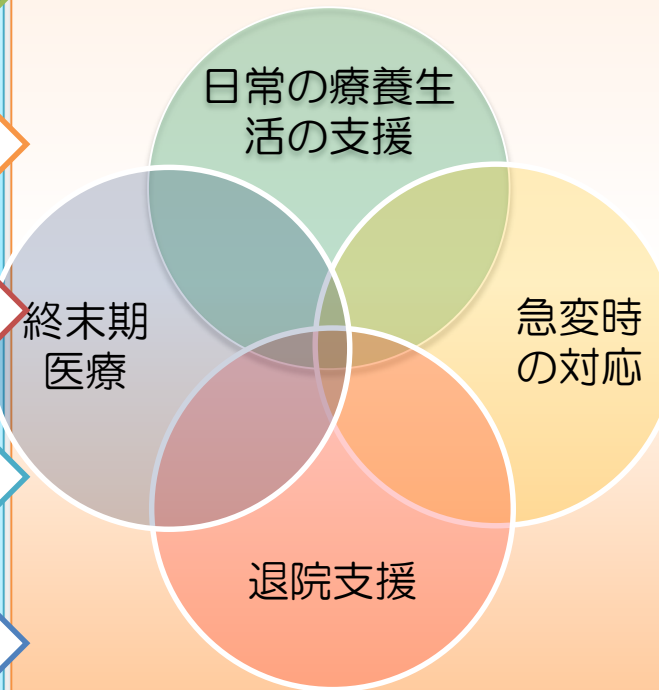 日常の療養生
活の支援
終末期
医療
急変時
の対応
退院支援